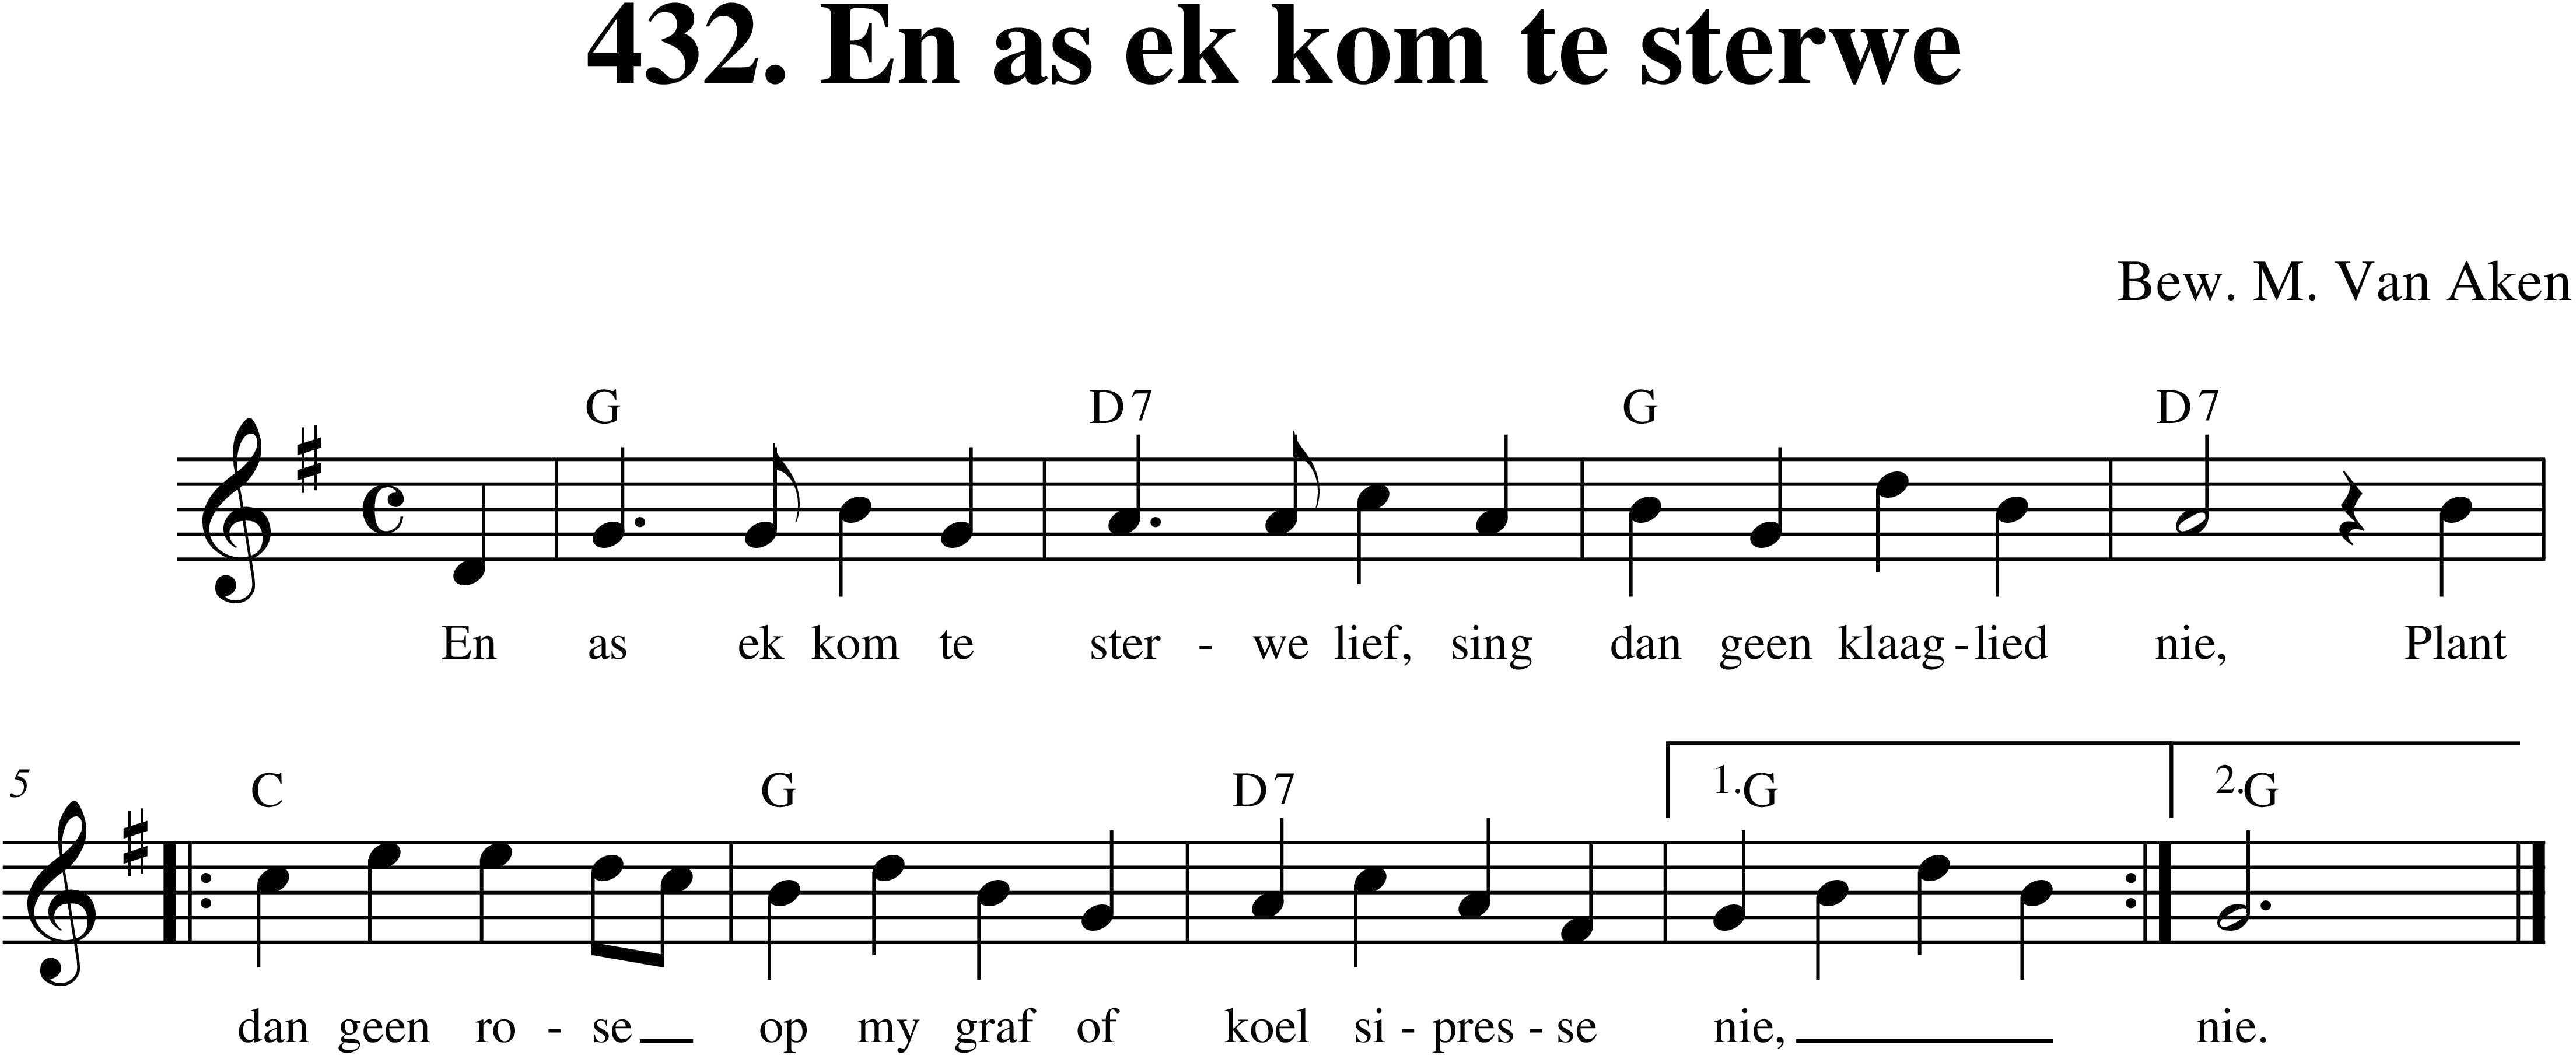 432. En as ek kom te sterwe
Bew. M. Van Aken
G D7 G D7
En as ek kom te ster - we lief, sing dan geen klaag - lied nie, Plant
5 C G D7 1. G 2. G
dan geen ro - se op my graf of koel si - pres - se nie, nie.